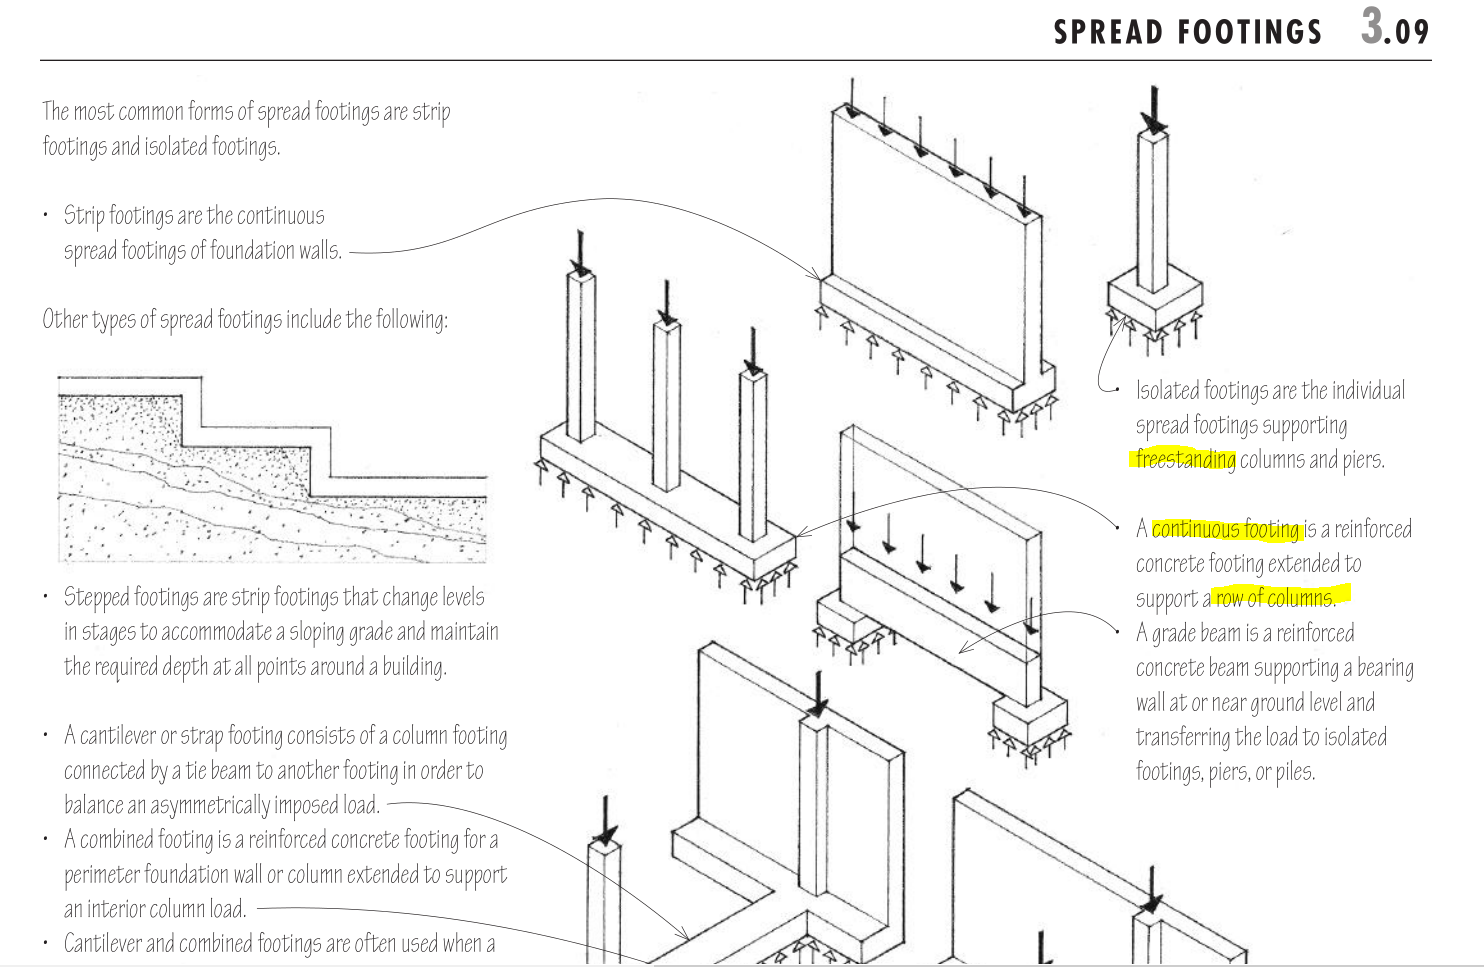 SPREAD FOOTINGS 3.09
The most common forms of spread footings are strip
footings and isolated footings.
• Strip footings are the continuous
spread footings of foundation walls.
Other types of spread footings include the following:
• Stepped footings are strip footings that change levels
in stages to accommodate a sloping grade and maintain
the required depth at all points around a building.
• A cantilever or strap footing consists of a column footing
connected by a tie beam to another footing in order to
balance an asymmetrically imposed load.
• A combined footing is a reinforced concrete footing for a
perimeter foundation wall or column extended to support
an interior column load.
• Cantilever and combined footings are often used when a
• Isolated footings are the individual
spread footings supporting
freestanding columns and piers.
• A continuous footing is a reinforced
concrete footing extended to
support a row of columns.
• A grade beam is a reinforced
concrete beam supporting a bearing
wall at or near ground level and
transferring the load to isolated
footings, piers, or piles.